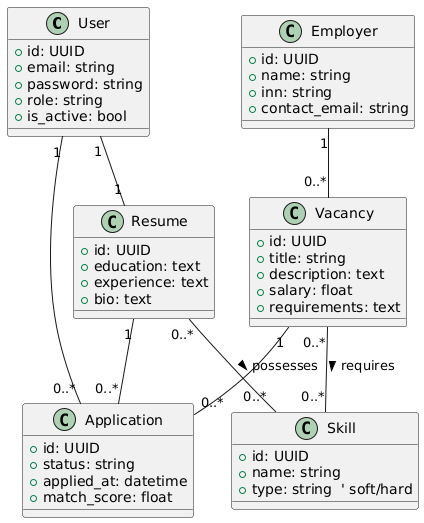 C User
id: UUID
email: string
password: string
role: string
is_active: bool
C Employer
id: UUID
name: string
inn: string
contact_email: string
1
1
1
1
0..*
C Resume
id: UUID
education: text
experience: text
bio: text
C Vacancy
id: UUID
title: string
description: text
salary: float
requirements: text
1
0..*
1
0..*
possesses
requires
0..*
0..*
0..*
0..*
0..*
C Application
id: UUID
status: string
applied_at: datetime
match_score: float
C Skill
id: UUID
name: string
type: string ' soft/hard